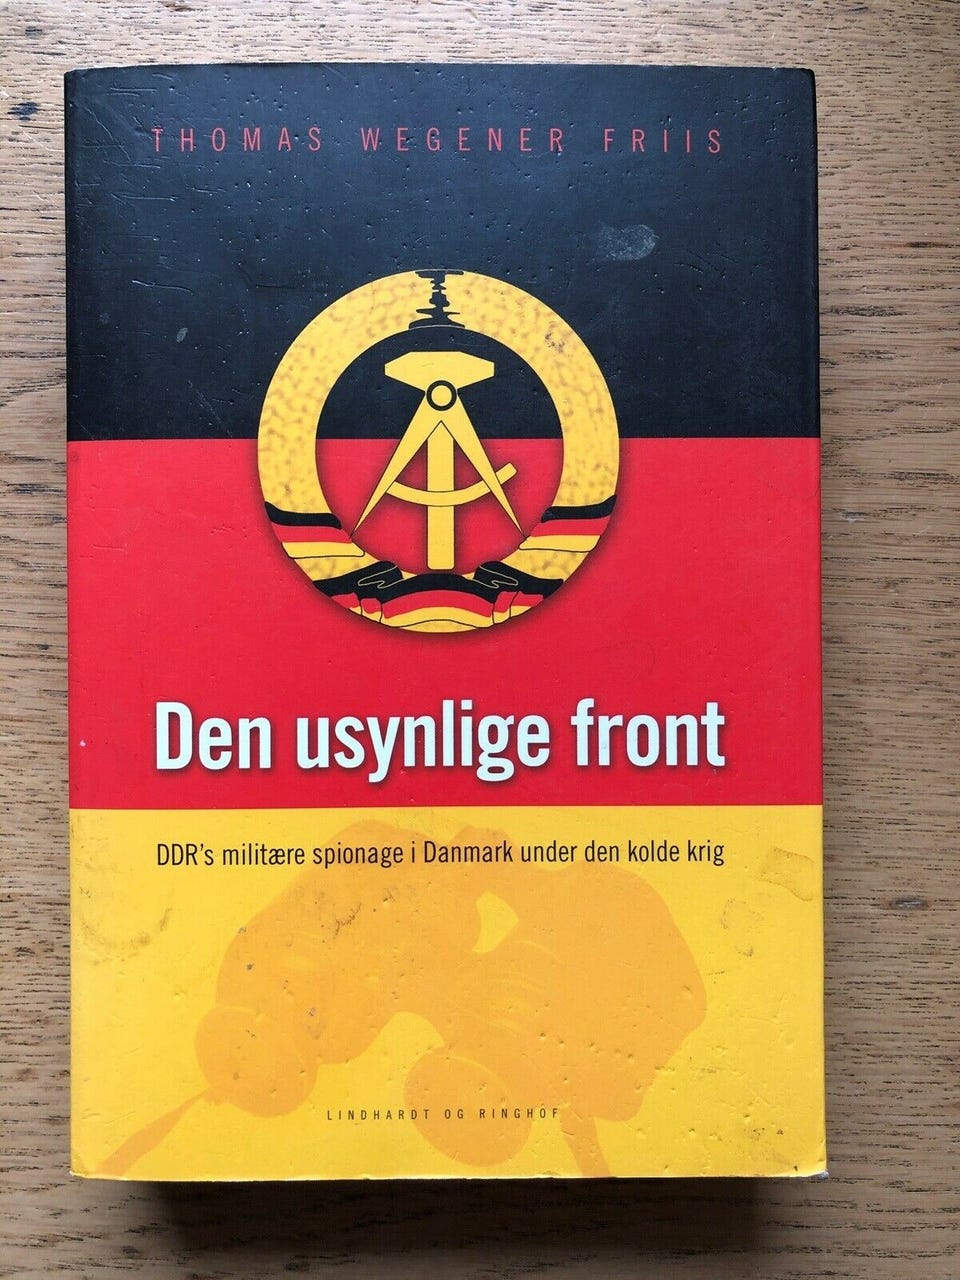 THOMAS WEGENER FRIIS
Den usynlige front
DDR's militære spionage i Danmark under den kolde krig
LINDHARDT OG RINGHOF